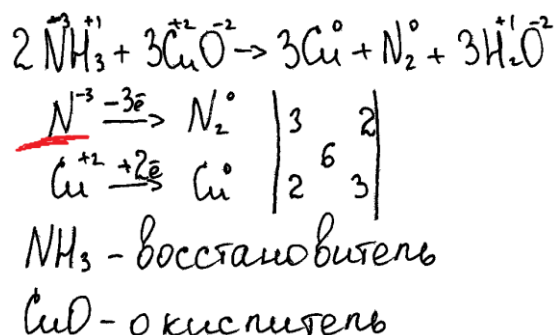 2 N⁻³H₃⁺¹ + 3Cu⁺²O⁻² → 3Cu⁰ + N₂⁰ + 3H₂⁺¹O⁻²
N⁻³ –3ē→ N₂⁰ | 3 2 |
6
Cu⁺² +2ē→ Cu⁰ | 2 3 |
NH₃ – восстановитель
CuO – окислитель